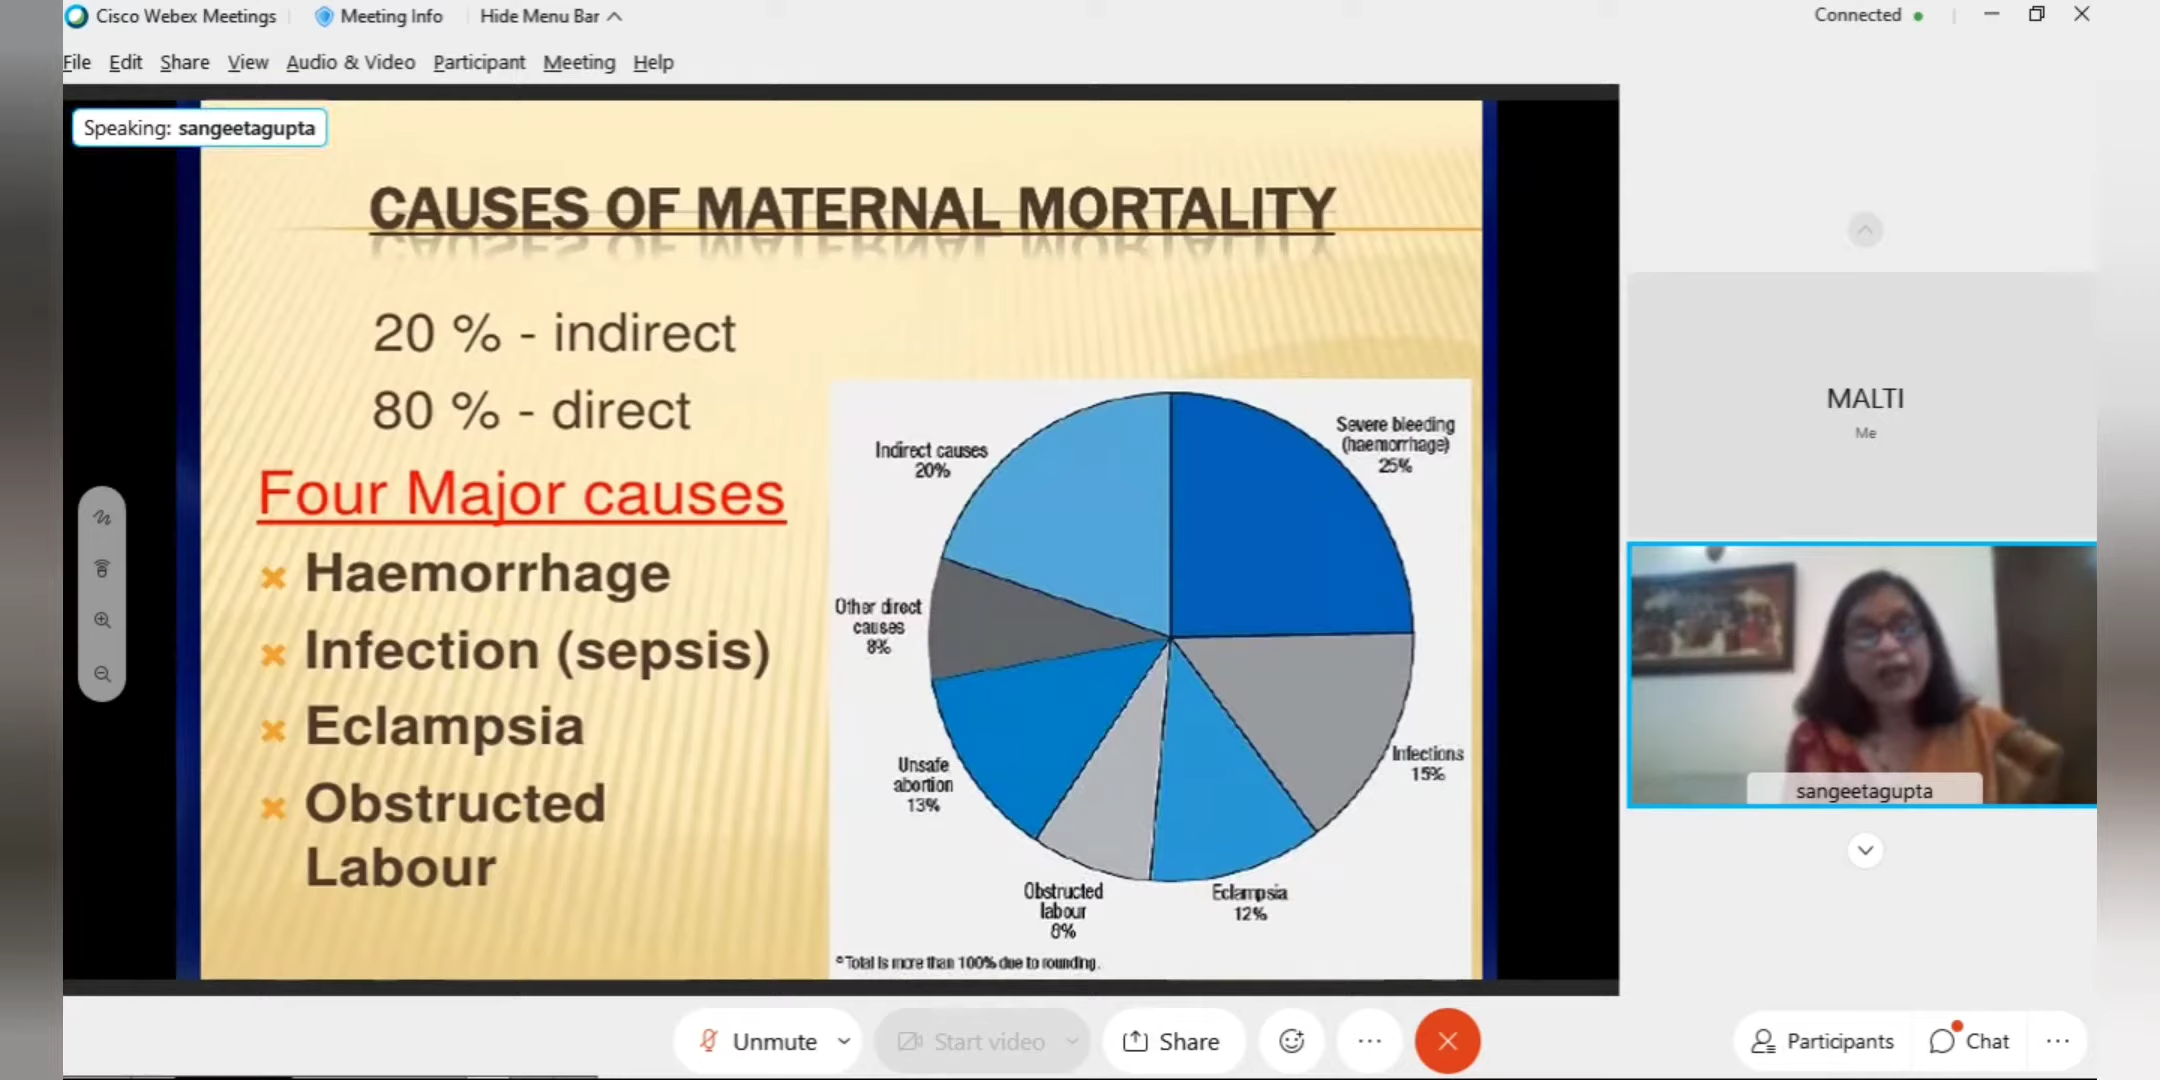 Cisco Webex Meetings
Meeting Info
Hide Menu Bar
Connected
File Edit Share View Audio & Video Participant Meeting Help
Speaking: sangeetagupta
CAUSES OF MATERNAL MORTALITY
20 % - indirect
80 % - direct
Four Major causes
Haemorrhage
Infection (sepsis)
Eclampsia
Obstructed
Labour
Severe bleeding
(haemorrhage)
25%
Infections
15%
Eclampsia
12%
Obstructed
labour
8%
Unsafe
abortion
13%
Other direct
causes
8%
Indirect causes
20%
*Total is more than 100% due to rounding.
MALTI
Me
sangeetagupta
Unmute
Start video
Share
Participants
Chat